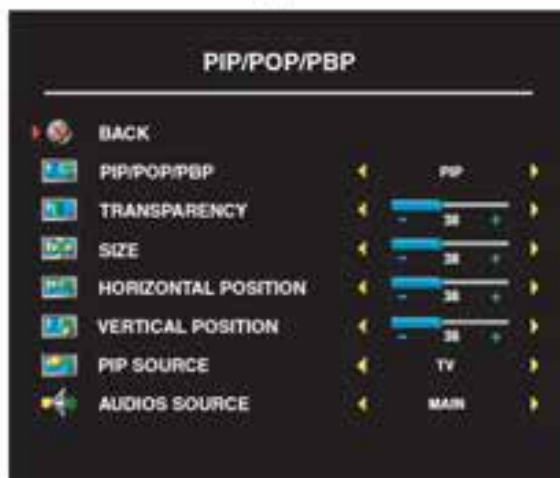 PIP/POP/PBP
BACK
PIP/POP/PBP PIP
TRANSPARENCY - 38 +
SIZE - 38 +
HORIZONTAL POSITION - 38 +
VERTICAL POSITION - 38 +
PIP SOURCE TV
AUDIOS SOURCE MAIN